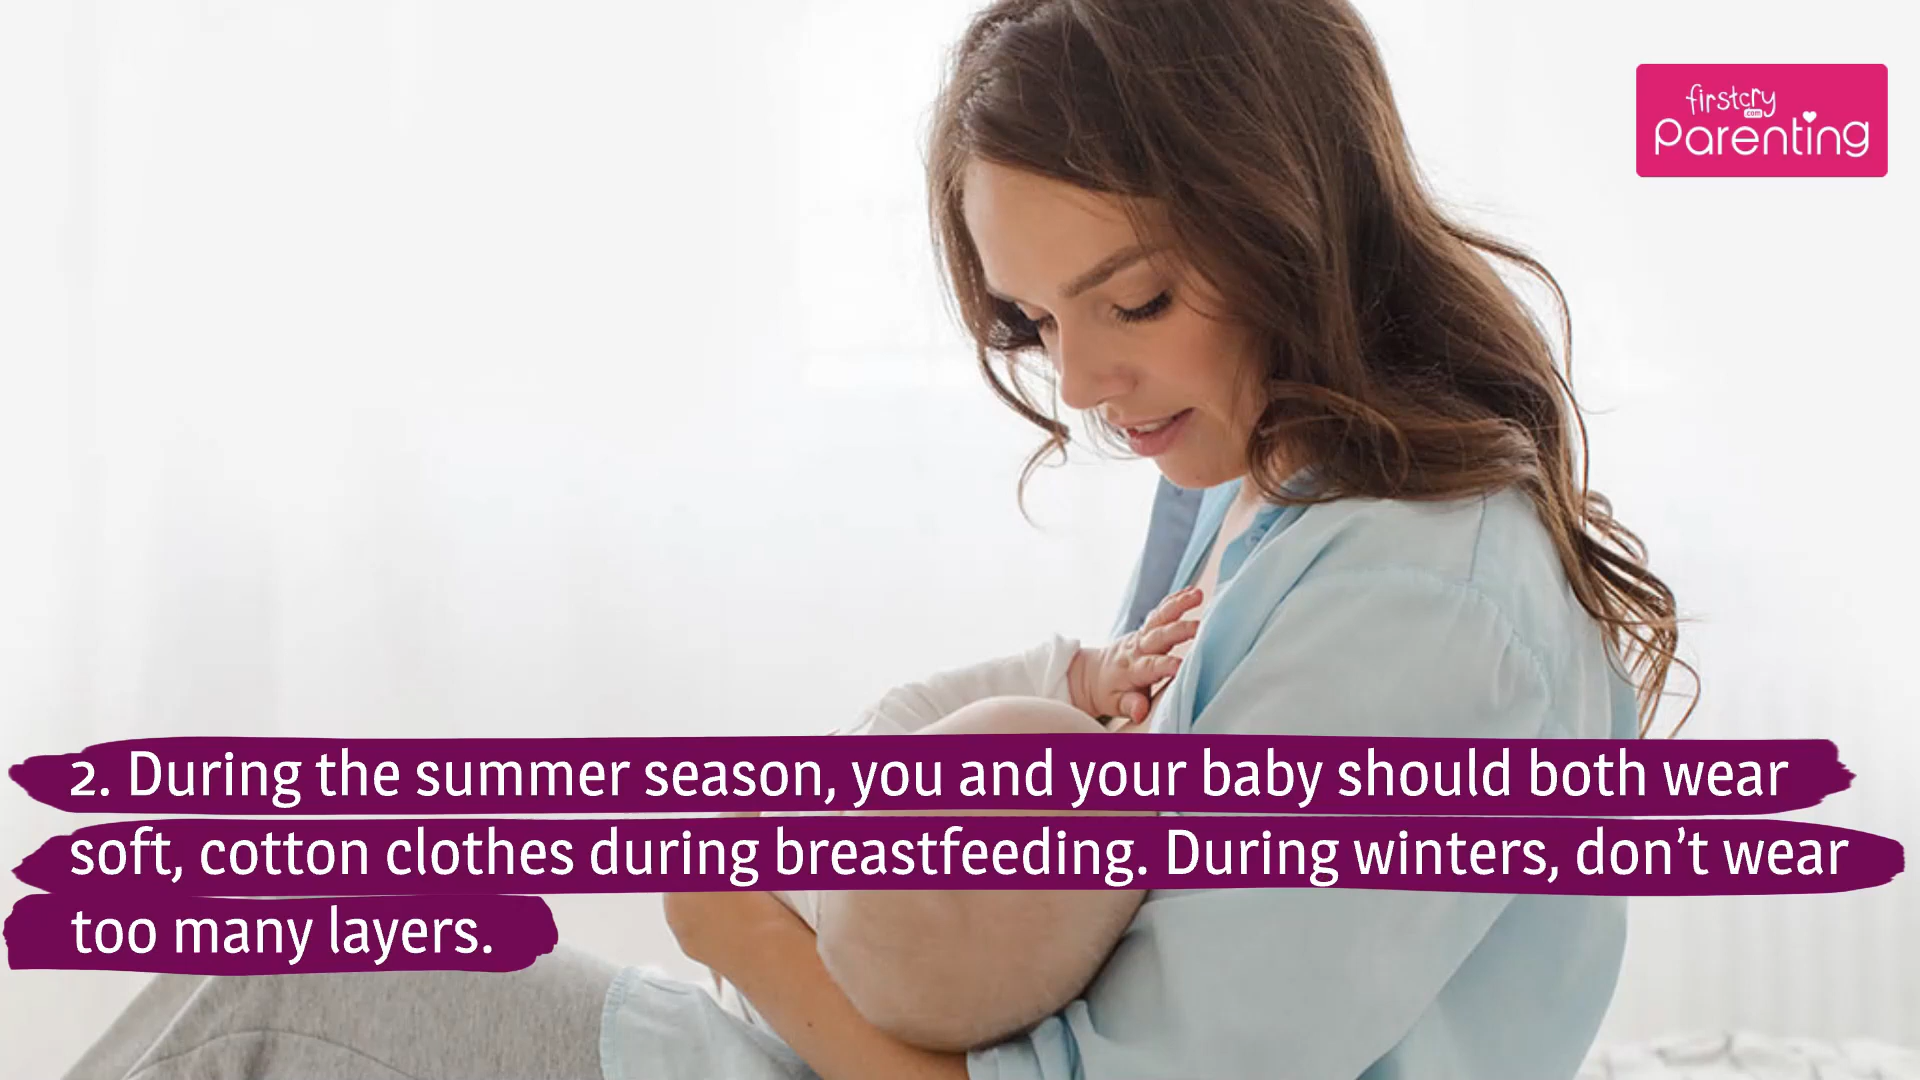 firstcry
.com
Parenting
2. During the summer season, you and your baby should both wear
soft, cotton clothes during breastfeeding. During winters, don’t wear
too many layers.